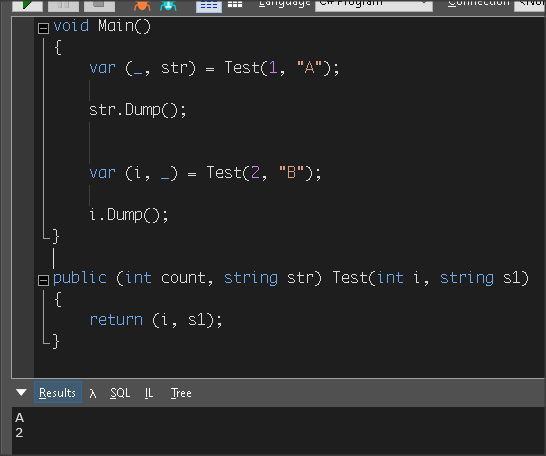 Language C# Program Connection <No
void Main()
{
var (_, str) = Test(1, "A");
str.Dump();
var (i, _) = Test(2, "B");
i.Dump();
}
public (int count, string str) Test(int i, string s1)
{
return (i, s1);
}
Results λ SQL IL Tree
A
2